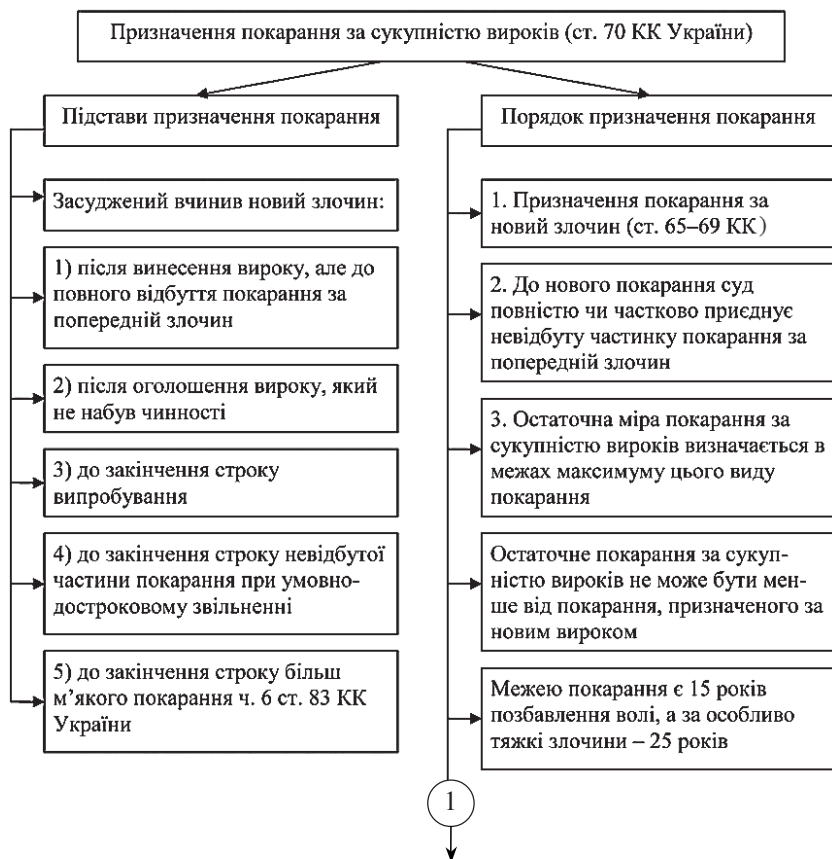 Призначення покарання за сукупністю вироків (ст. 70 КК України)
Підстави призначення покарання
Засуджений вчинив новий злочин:
1) після винесення вироку, але до
повного відбуття покарання за
попередній злочин
2) після оголошення вироку, який
не набув чинності
3) до закінчення строку
випробування
4) до закінчення строку невідбутої
частини покарання при умовно-
достроковому звільненні
5) до закінчення строку більш
м’якого покарання ч. 6 ст. 83 КК
України
Порядок призначення покарання
1. Призначення покарання за
новий злочин (ст. 65–69 КК)
2. До нового покарання суд
повністю чи частково приєднує
невідбуту частинку покарання за
попередній злочин
3. Остаточна міра покарання за
сукупністю вироків визначається в
межах максимуму цього виду
покарання
Остаточне покарання за сукуп-
ністю вироків не може бути мен-
ше від покарання, призначеного за
новим вироком
Межею покарання є 15 років
позбавлення волі, а за особливо
тяжкі злочини – 25 років
1